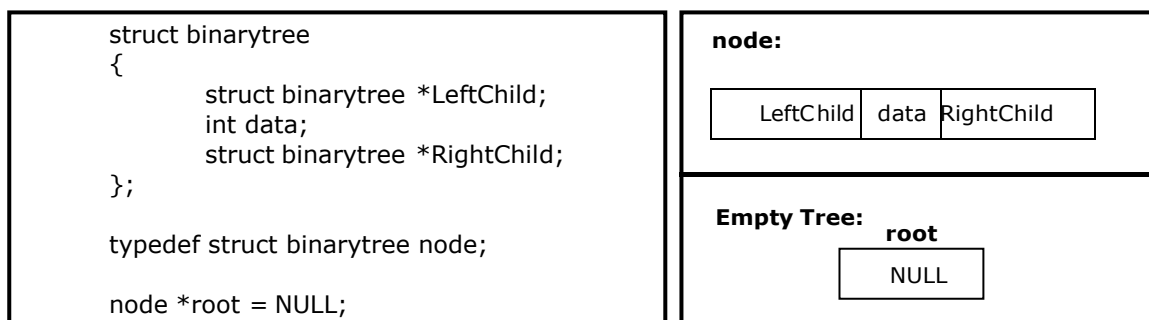 struct binarytree
{
struct binarytree *LeftChild;
int data;
struct binarytree *RightChild;
};
typedef struct binarytree node;
node *root = NULL;
node:
LeftChild data RightChild
Empty Tree:
root
NULL